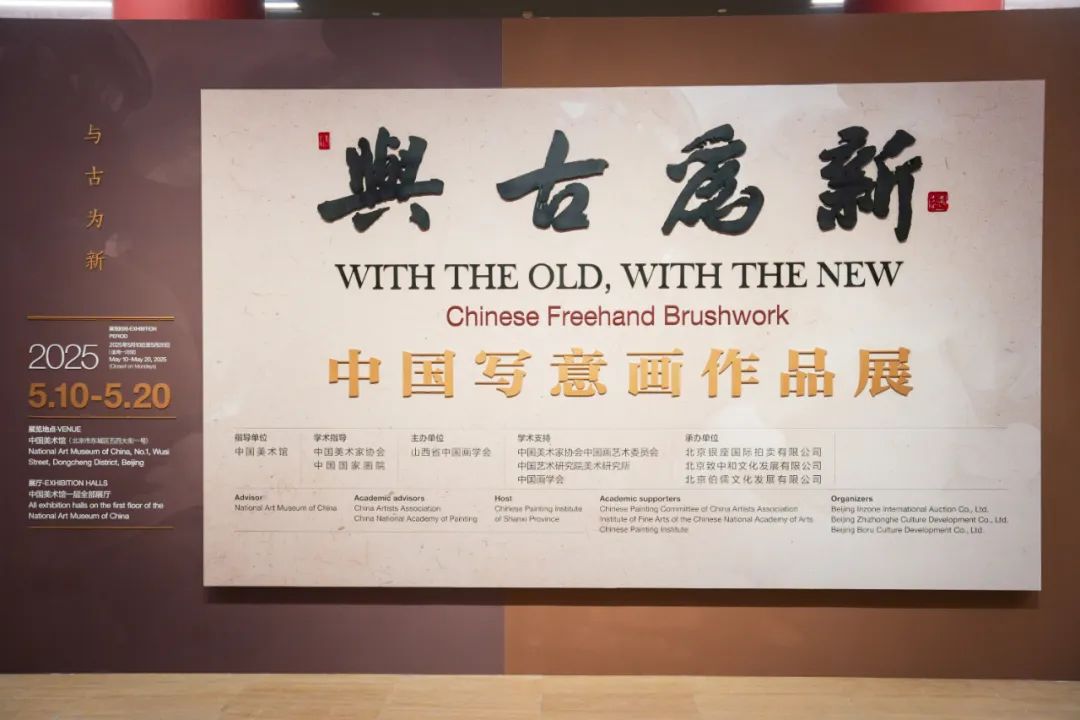 与
古
为
新
展览时间·EXHIBITION
PERIOD
2025
May 10-May 20, 2025
(Closed on Mondays)
5.10-5.20
展览地点·VENUE
中国美术馆（北京市东城区五四大街一号）
National Art Museum of China, No.1, Wusi
Street, Dongcheng District, Beijing
展厅·EXHIBITION HALLS
中国美术馆一层全部展厅
All exhibition halls on the first floor of the
National Art Museum of China
與古為新
WITH THE OLD, WITH THE NEW
Chinese Freehand Brushwork
中国写意画作品展
指导单位
中国美术馆
学术指导
中国美术家协会
中国国家画院
主办单位
山西省中国画学会
学术支持
中国美术家协会中国画艺术委员会
中国艺术研究院美术研究所
中国画学会
承办单位
北京银座国际拍卖有限公司
北京致中和文化发展有限公司
北京伯儒文化发展有限公司
Advisor
National Art Museum of China
Academic advisors
China Artists Association
China National Academy of Painting
Host
Chinese Painting Institute
of Shanxi Province
Academic supporters
Chinese Painting Committee of China Artists Association
Institute of Fine Arts of the Chinese National Academy of Arts
Chinese Painting Institute
Organizers
Beijing Inzone International Auction Co., Ltd.
Beijing Zhizhonghe Culture Development Co., Ltd.
Beijing Boru Culture Development Co., Ltd.